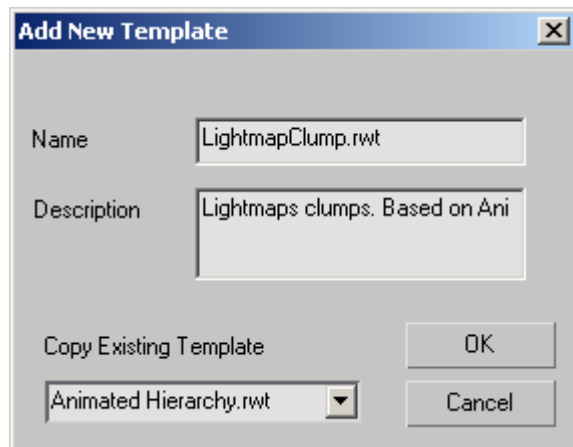 Add New Template
Name
LightmapClump.rwt
Description
Lightmaps clumps. Based on Ani
Copy Existing Template
OK
Animated Hierarchy.rwt
Cancel